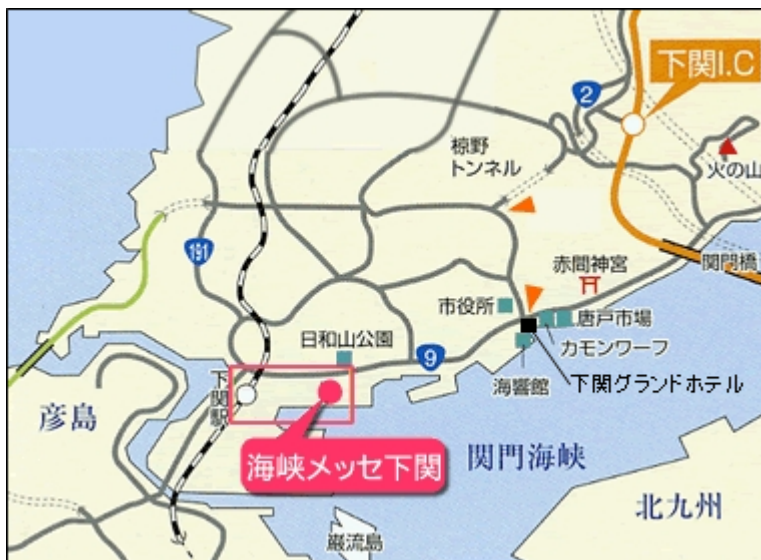 下関I.C
2
椋野
トンネル
火の山
191
赤間神宮
関門橋
市役所
唐戸市場
日和山公園
9
カモンワーフ
海響館
下関グランドホテル
下関駅
彦島
海峡メッセ下関
関門海峡
北九州
巌流島